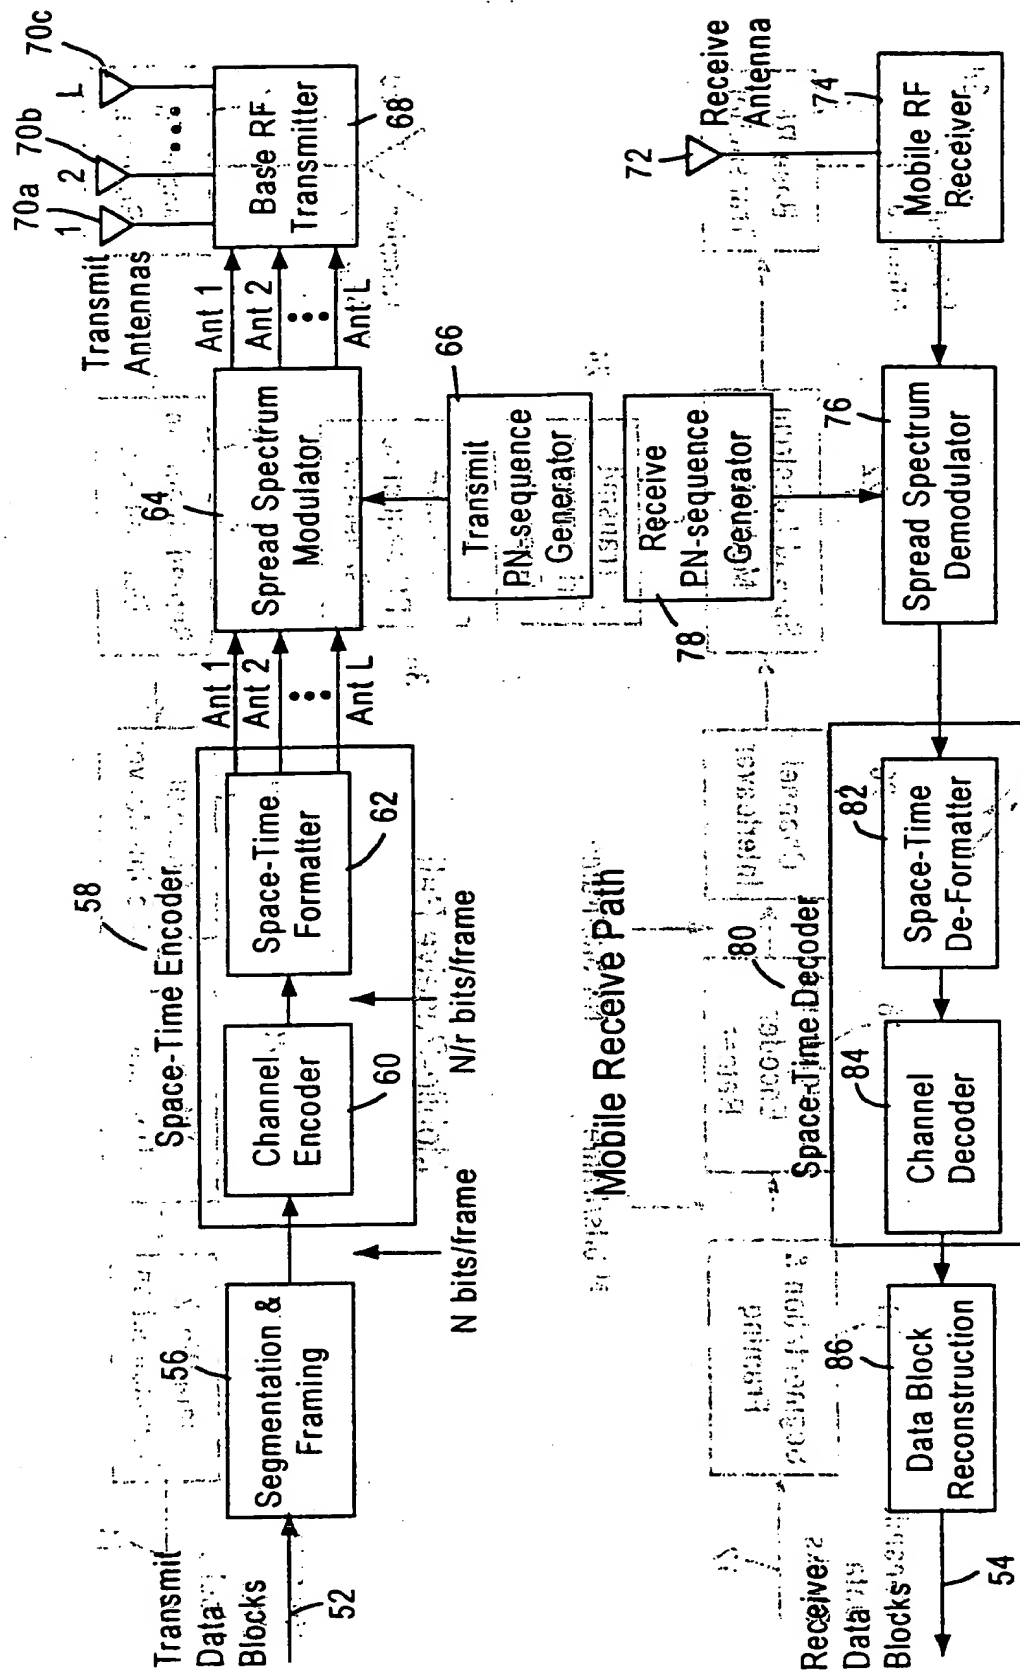 Transmit
Data
Blocks
52
56
Segmentation &
Framing
N bits/frame
58
Space-Time Encoder
Channel
Encoder
60
N/r bits/frame
Space-Time
Formatter
62
Ant 1
Ant 2
Ant L
64
Spread Spectrum
Modulator
66
Transmit
PN-sequence
Generator
Ant 1
Ant 2
Ant L
Transmit
Antennas
1
2
L
70a
70b
70c
Base RF
Transmitter
68
Mobile Receive Path
72
Receive
Antenna
74
Mobile RF
Receiver
76
Spread Spectrum
Demodulator
78
Receive
PN-sequence
Generator
80
Space-Time Decoder
82
Space-Time
De-Formatter
84
Channel
Decoder
86
Data Block
Reconstruction
Receiver
Data
Blocks
54